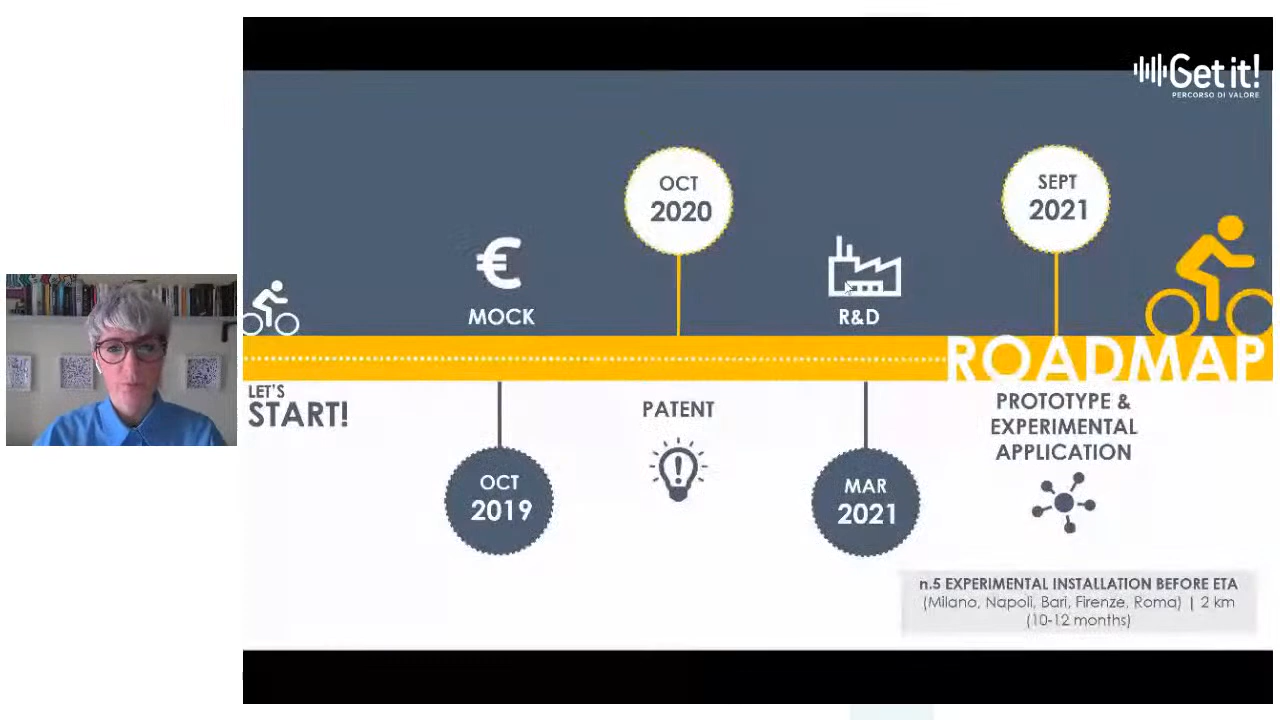 Get it!
PERCORSO DI VALORE
OCT
2020
SEPT
2021
€
MOCK
R&D
ROADMAP
LET'S
START!
PATENT
PROTOTYPE &
EXPERIMENTAL
APPLICATION
OCT
2019
MAR
2021
n.5 EXPERIMENTAL INSTALLATION BEFORE ETA
(Milano, Napoli, Bari, Firenze, Roma) | 2 km
(10-12 months)